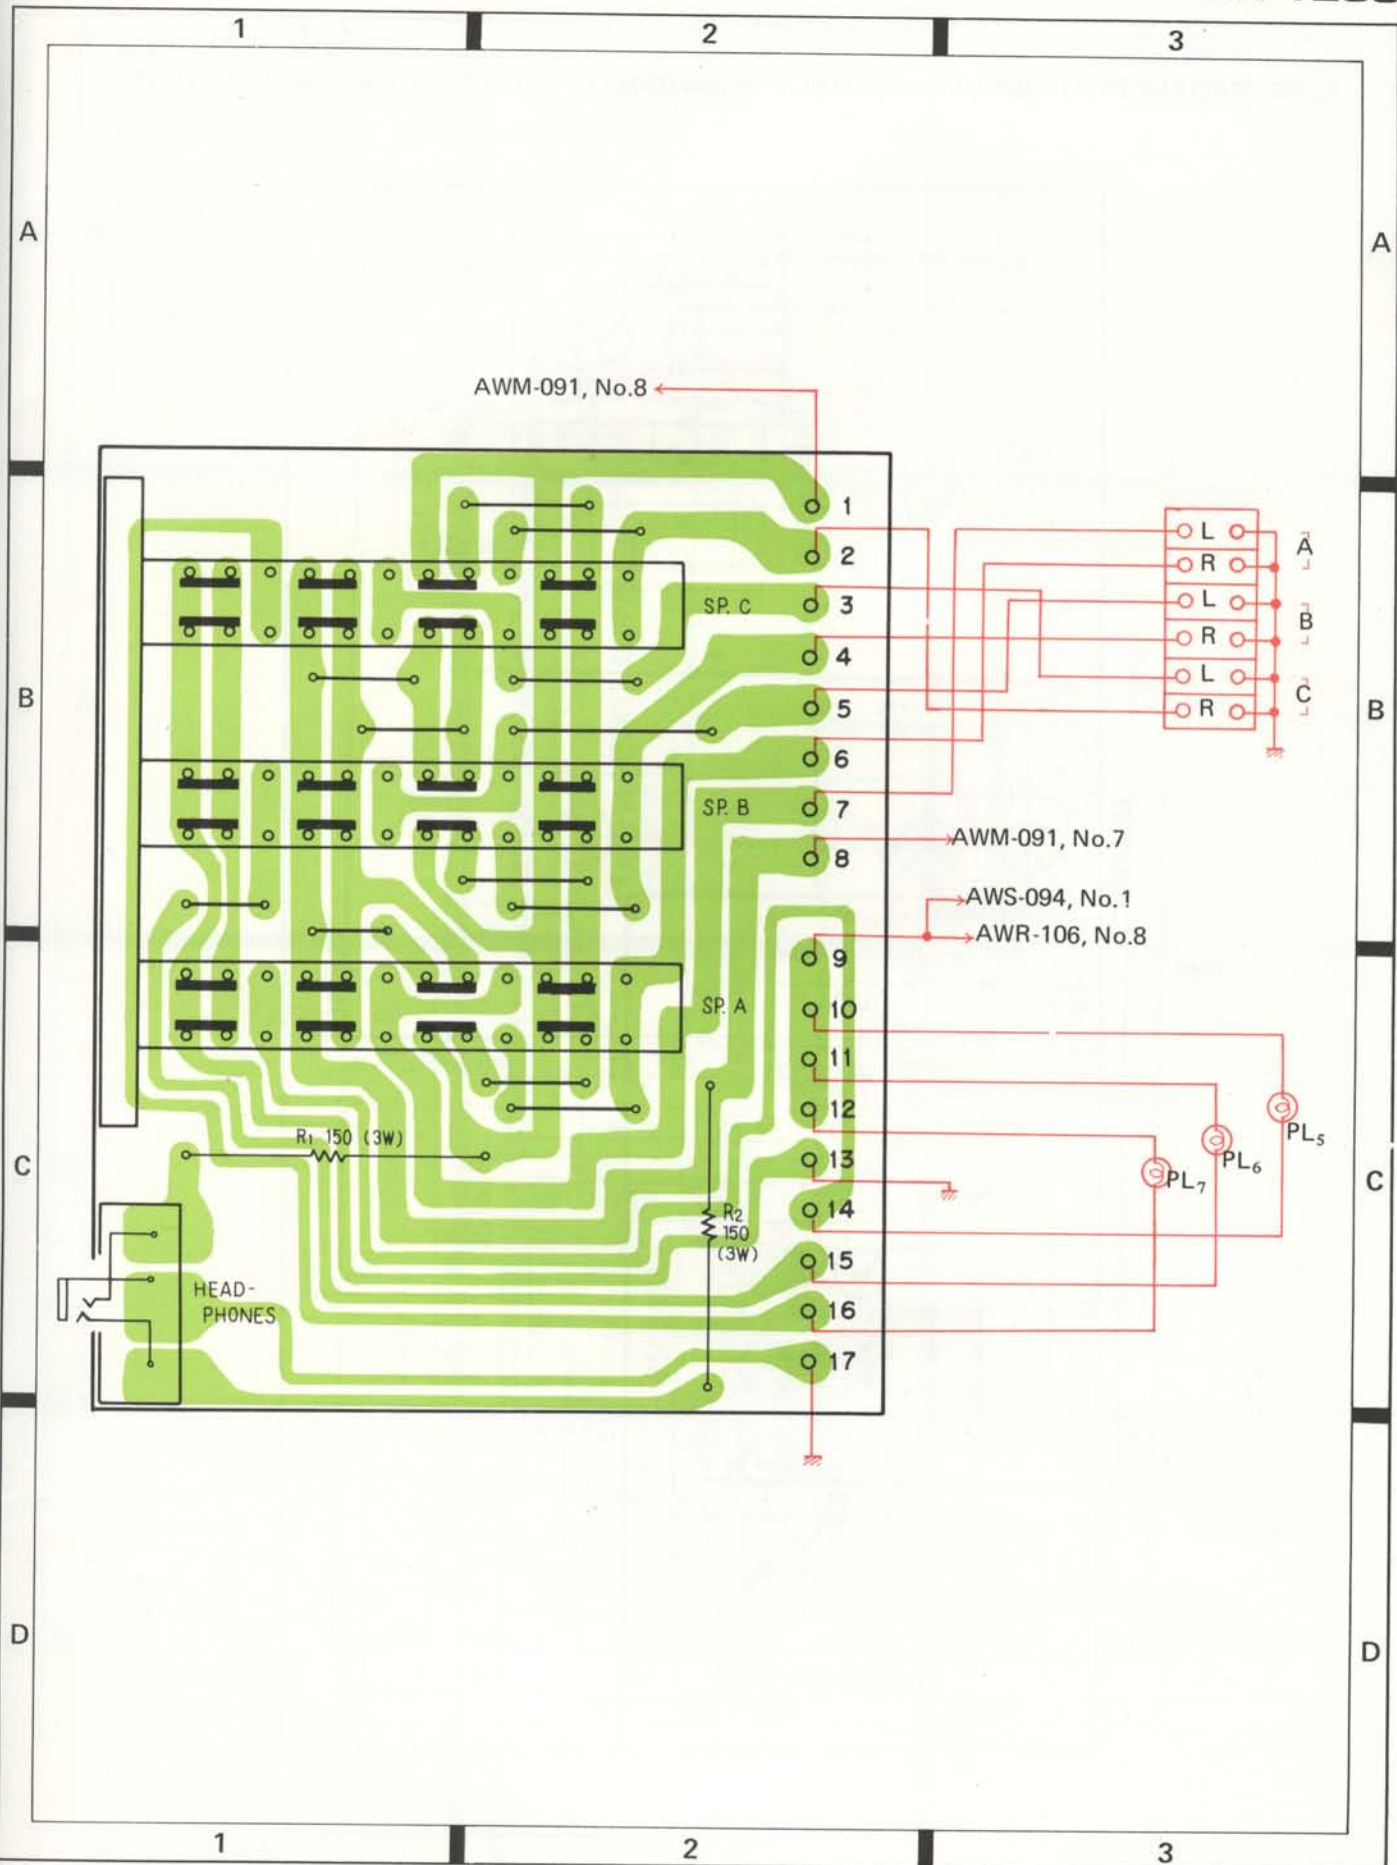 1 2 3
A A
AWM-091, No.8
1
2
SP. C
3
4
5
6
SP. B
7
8
AWM-091, No.7
AWS-094, No.1
AWR-106, No.8
9
SP. A
10
11
12
13
14
15
16
17
L A
R
L B
R
L C
R
B B
R1 150 (3W)
R2
150
(3W)
PL5
PL6
PL7
C C
HEAD-
PHONES
D D
1 2 3